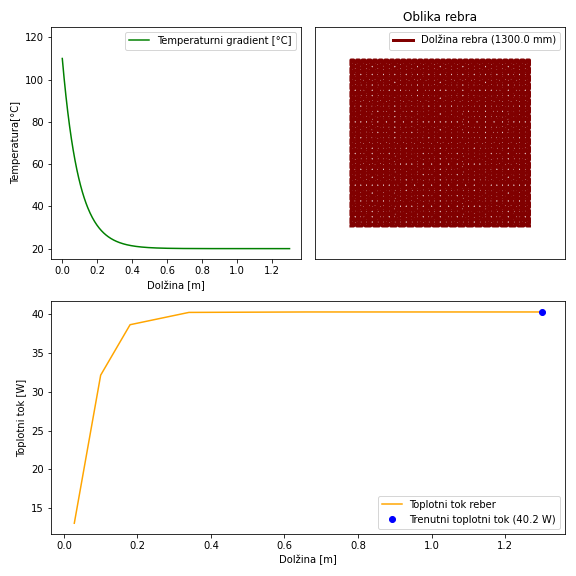 Oblika rebra
120
100
80
60
40
20
Temperatura[°C]
Temperaturni gradient [°C]
0.0 0.2 0.4 0.6 0.8 1.0 1.2
Dolžina [m]
Dolžina rebra (1300.0 mm)
40
35
30
25
20
15
Toplotni tok [W]
Toplotni tok reber
Trenutni toplotni tok (40.2 W)
0.0 0.2 0.4 0.6 0.8 1.0 1.2
Dolžina [m]